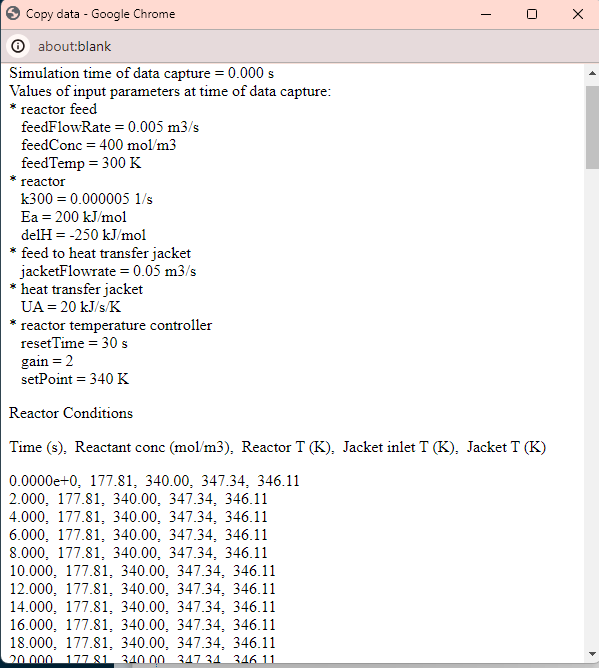 Copy data - Google Chrome
about:blank
Simulation time of data capture = 0.000 s
Values of input parameters at time of data capture:
* reactor feed
feedFlowRate = 0.005 m3/s
feedConc = 400 mol/m3
feedTemp = 300 K
* reactor
k300 = 0.000005 1/s
Ea = 200 kJ/mol
delH = -250 kJ/mol
* feed to heat transfer jacket
jacketFlowrate = 0.05 m3/s
* heat transfer jacket
UA = 20 kJ/s/K
* reactor temperature controller
resetTime = 30 s
gain = 2
setPoint = 340 K
Reactor Conditions
Time (s), Reactant conc (mol/m3), Reactor T (K), Jacket inlet T (K), Jacket T (K)
0.0000e+0, 177.81, 340.00, 347.34, 346.11
2.000, 177.81, 340.00, 347.34, 346.11
4.000, 177.81, 340.00, 347.34, 346.11
6.000, 177.81, 340.00, 347.34, 346.11
8.000, 177.81, 340.00, 347.34, 346.11
10.000, 177.81, 340.00, 347.34, 346.11
12.000, 177.81, 340.00, 347.34, 346.11
14.000, 177.81, 340.00, 347.34, 346.11
16.000, 177.81, 340.00, 347.34, 346.11
18.000, 177.81, 340.00, 347.34, 346.11
20.000, 177.81, 340.00, 347.34, 346.11